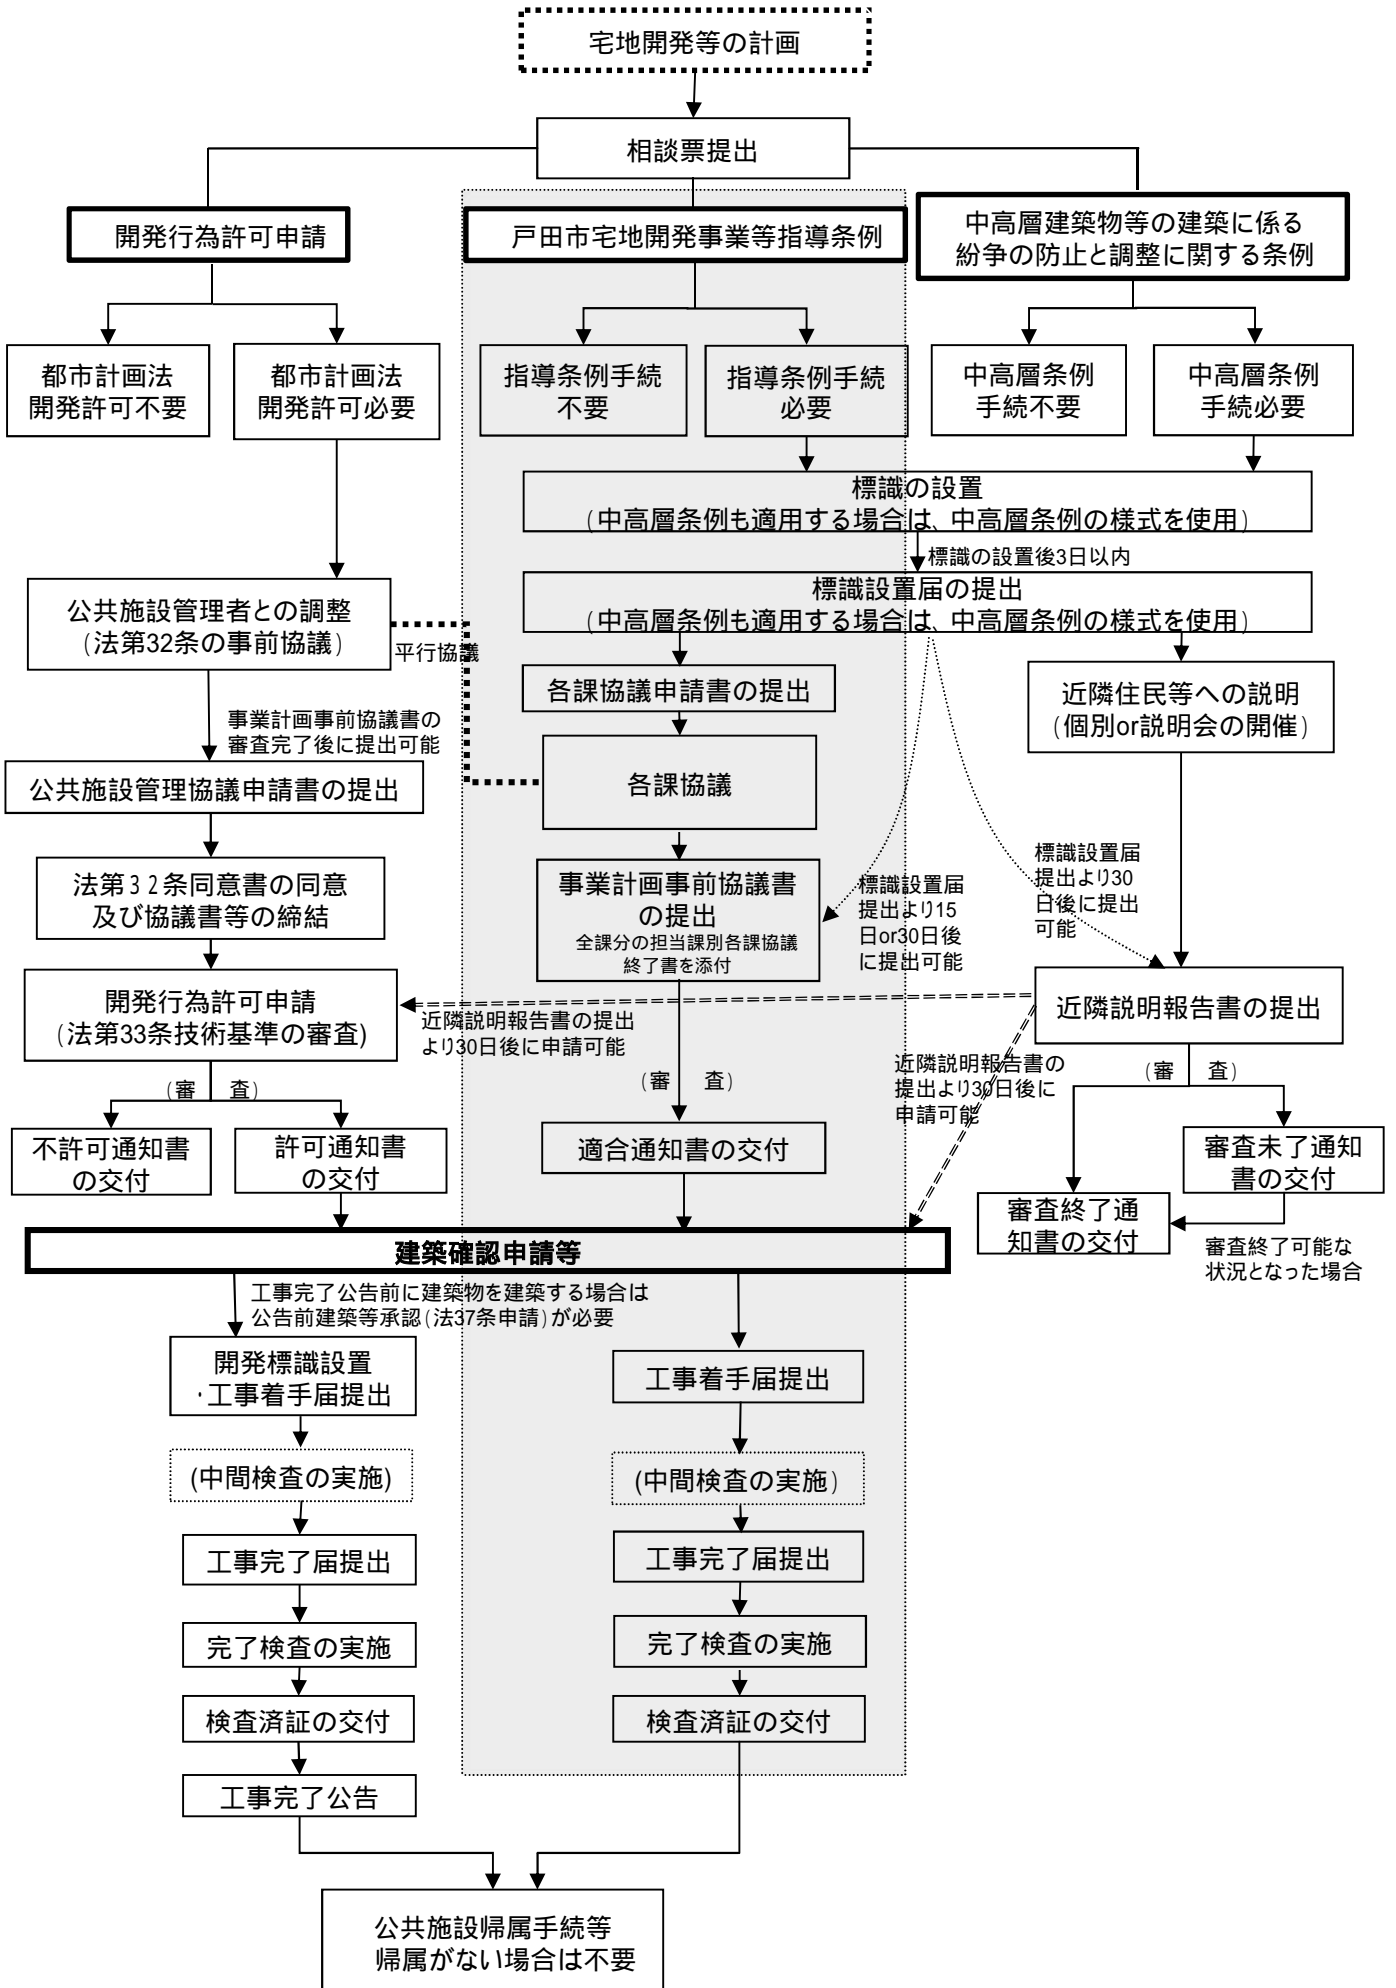 宅地開発等の計画
相談票提出
開発行為許可申請
戸田市宅地開発事業等指導条例
中高層建築物等の建築に係る
紛争の防止と調整に関する条例
都市計画法
開発許可不要
都市計画法
開発許可必要
指導条例手続
不要
指導条例手続
必要
中高層条例
手続不要
中高層条例
手続必要
標識の設置
(中高層条例も適用する場合は、中高層条例の様式を使用)
標識の設置後3日以内
標識設置届の提出
(中高層条例も適用する場合は、中高層条例の様式を使用)
公共施設管理者との調整
(法第32条の事前協議)
平行協議
各課協議申請書の提出
近隣住民等への説明
(個別or説明会の開催)
事業計画事前協議書の
審査完了後に提出可能
公共施設管理協議申請書の提出
各課協議
法第32条同意書の同意
及び協議書等の締結
事業計画事前協議書
の提出
全課分の担当課別各課協議
終了書を添付
標識設置届
提出より15
日or30日後
に提出可能
標識設置届
提出より30
日後に提出
可能
開発行為許可申請
(法第33条技術基準の審査)
近隣説明報告書の提出
より30日後に申請可能
近隣説明報告書の提出
近隣説明報告書の
提出より30日後に
申請可能
(審 査)
(審 査)
(審 査)
不許可通知書
の交付
許可通知書
の交付
適合通知書の交付
審査未了通知
書の交付
審査終了通
知書の交付
審査終了可能な
状況となった場合
建築確認申請等
工事完了公告前に建築物を建築する場合は
公告前建築等承認(法37条申請)が必要
開発標識設置
・工事着手届提出
工事着手届提出
(中間検査の実施)
(中間検査の実施)
工事完了届提出
工事完了届提出
完了検査の実施
完了検査の実施
検査済証の交付
検査済証の交付
工事完了公告
公共施設帰属手続等
帰属がない場合は不要